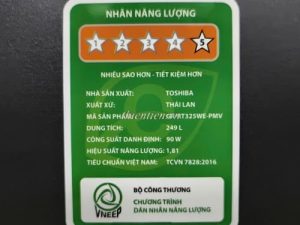 NHÃN NĂNG LƯỢNG
1 2 3 4 5
NHIỀU SAO HƠN - TIẾT KIỆM HƠN
NHÀ SẢN XUẤT: TOSHIBA
XUẤT XỨ: THÁI LAN
MÃ SẢN PHẨM: GR-RT325WE-PMV
DUNG TÍCH: 249 L
CÔNG SUẤT DANH ĐỊNH: 90 W
HIỆU SUẤT NĂNG LƯỢNG: 1,81
TIÊU CHUẨN VIỆT NAM: TCVN 7828:2016
BỘ CÔNG THƯƠNG
CHƯƠNG TRÌNH
DÁN NHÃN NĂNG LƯỢNG
VNEEP